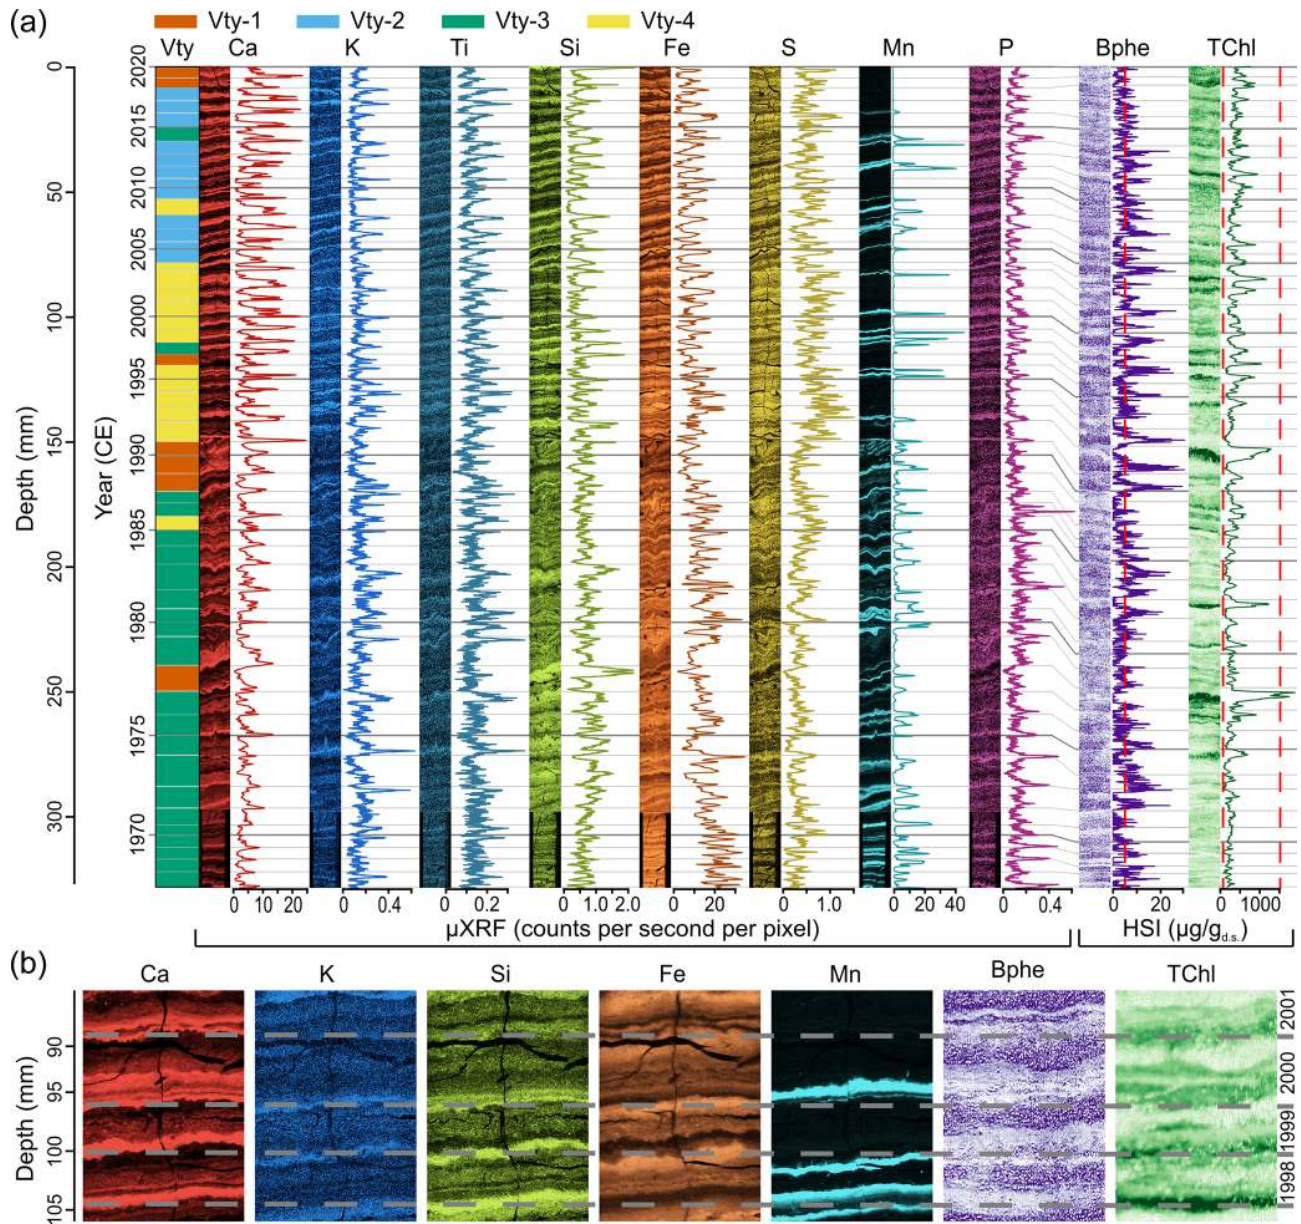 (a)
Vty-1 Vty-2 Vty-3 Vty-4
Vty Ca K Ti Si Fe S Mn P Bphe TChl
Depth (mm)
0
50
100
150
200
250
300
Year (CE)
2020
2015
2010
2005
2000
1995
1990
1985
1980
1975
1970
0 10 20 0 0.4 0 0.2 0 1.0 2.0 0 20 0 1.0 0 20 40 0 0.4 0 20 0 1000
µXRF (counts per second per pixel) HSI (µg/g d.s.)
(b)
Ca K Si Fe Mn Bphe TChl
Depth (mm)
90
95
100
105
2001
2000
1999
1998